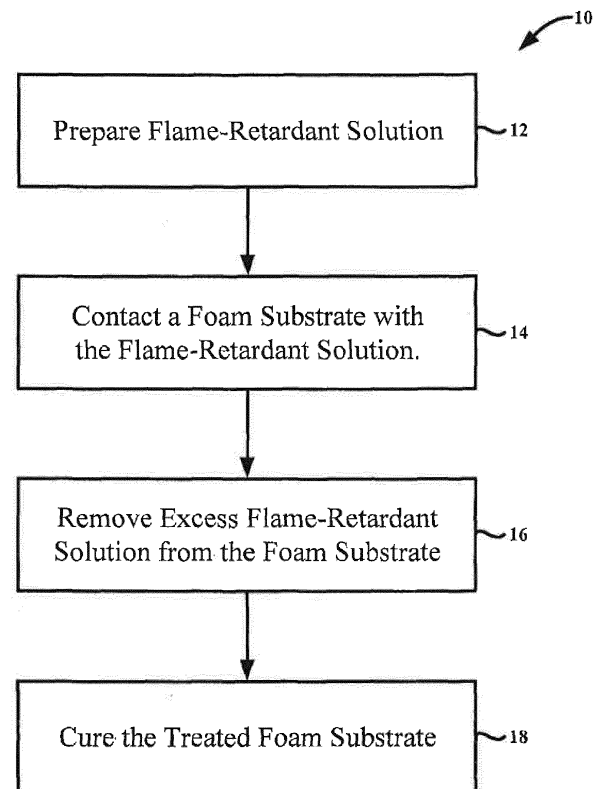 10
Prepare Flame-Retardant Solution
12
Contact a Foam Substrate with
the Flame-Retardant Solution.
14
Remove Excess Flame-Retardant
Solution from the Foam Substrate
16
Cure the Treated Foam Substrate
18